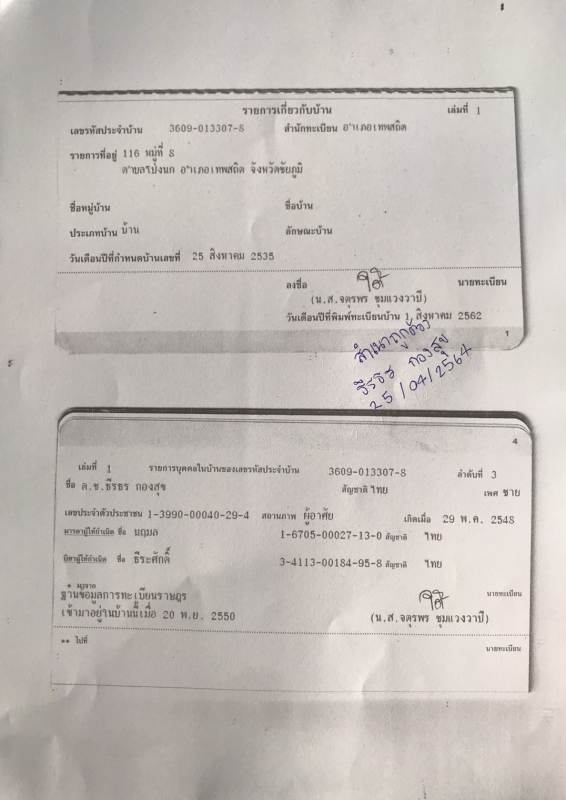 รายการเกี่ยวกับบ้าน เล่มที่ 1
เลขรหัสประจำบ้าน 3609-013307-8 สำนักทะเบียน อำเภอเทพสถิต
รายการที่อยู่ 116 หมู่ที่ 8
ตำบลโป่งนก อำเภอเทพสถิต จังหวัดชัยภูมิ
ชื่อหมู่บ้าน ชื่อบ้าน
ประเภทบ้าน บ้าน ลักษณะบ้าน
วันเดือนปีที่กำหนดบ้านเลขที่ 25 สิงหาคม 2535
ลงชื่อ นายทะเบียน
(น.ส.จตุรพร ชุมแวงวาปี)
วันเดือนปีที่พิมพ์ทะเบียนบ้าน 1 สิงหาคม 2562
1
สำเนาถูกต้อง
ธีรธร กองสุข
25/04/2564
4
เล่มที่ 1 รายการบุคคลในบ้านของเลขรหัสประจำบ้าน 3609-013307-8 ลำดับที่ 3
ชื่อ ด.ช.ธีรธร กองสุข สัญชาติ ไทย เพศ ชาย
เลขประจำตัวประชาชน 1-3990-00040-29-4 สถานภาพ ผู้อาศัย เกิดเมื่อ 29 พ.ค. 2548
มารดาผู้ให้กำเนิด ชื่อ นฤมล 1-6705-00027-13-0 สัญชาติ ไทย
บิดาผู้ให้กำเนิด ชื่อ ธีระศักดิ์ 3-4113-00184-95-8 สัญชาติ ไทย
* มาจาก
ฐานข้อมูลการทะเบียนราษฎร นายทะเบียน
เข้ามาอยู่ในบ้านนี้เมื่อ 20 พ.ย. 2550 (น.ส.จตุรพร ชุมแวงวาปี)
** ไปที่
นายทะเบียน